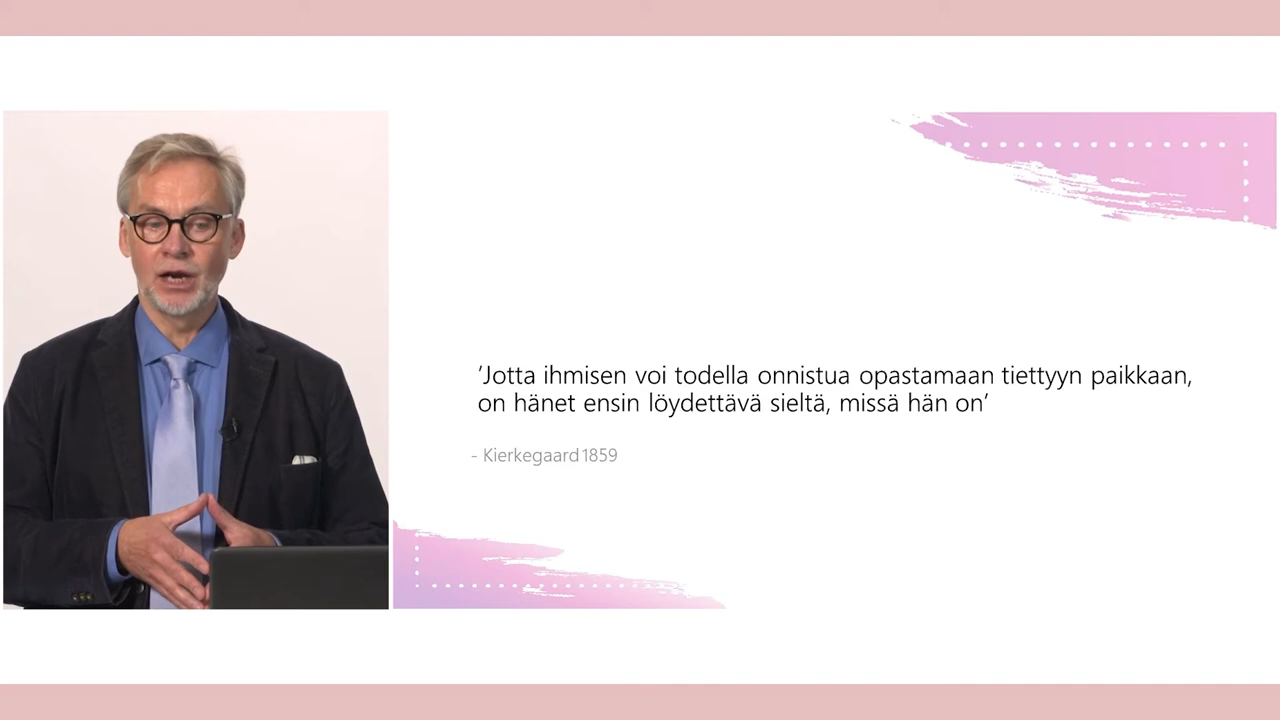 ’Jotta ihmisen voi todella onnistua opastamaan tiettyyn paikkaan,
on hänet ensin löydettävä sieltä, missä hän on’
- Kierkegaard 1859